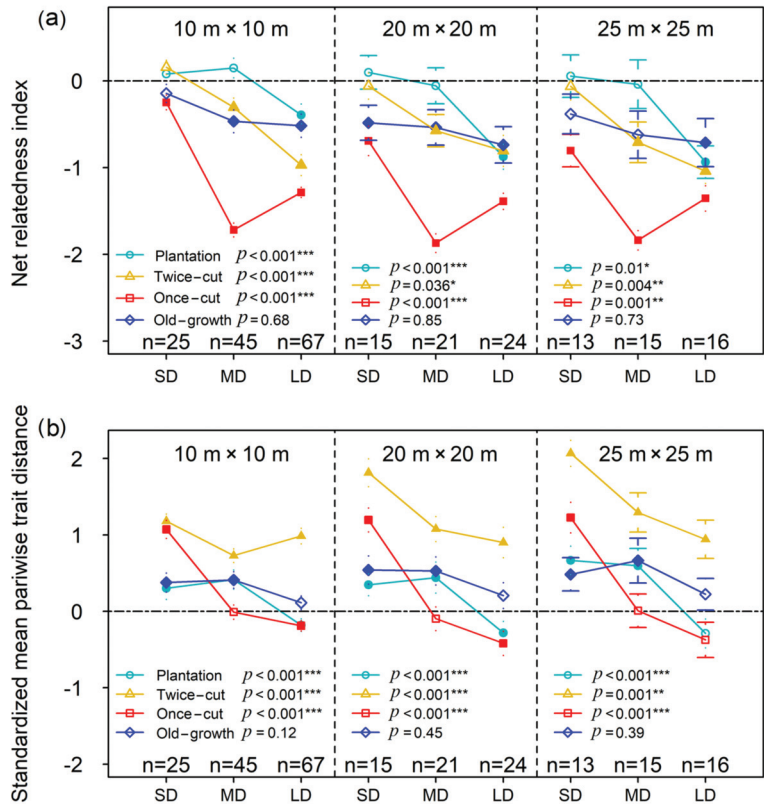 (a)
10 m × 10 m 20 m × 20 m 25 m × 25 m
Net relatedness index
0
-1
-2
-3
Plantation p<0.001***
Twice-cut p<0.001***
Once-cut p<0.001***
Old-growth p=0.68
p<0.001***
p=0.036*
p<0.001***
p=0.85
p=0.01*
p=0.004**
p=0.001**
p=0.73
n=25 n=45 n=67 n=15 n=21 n=24 n=13 n=15 n=16
SD MD LD SD MD LD SD MD LD
(b)
10 m × 10 m 20 m × 20 m 25 m × 25 m
Standardized mean pariwise trait distance
2
1
0
-1
-2
Plantation p<0.001***
Twice-cut p<0.001***
Once-cut p<0.001***
Old-growth p=0.12
p<0.001***
p<0.001***
p<0.001***
p=0.45
p<0.001***
p=0.001**
p<0.001***
p=0.39
n=25 n=45 n=67 n=15 n=21 n=24 n=13 n=15 n=16
SD MD LD SD MD LD SD MD LD